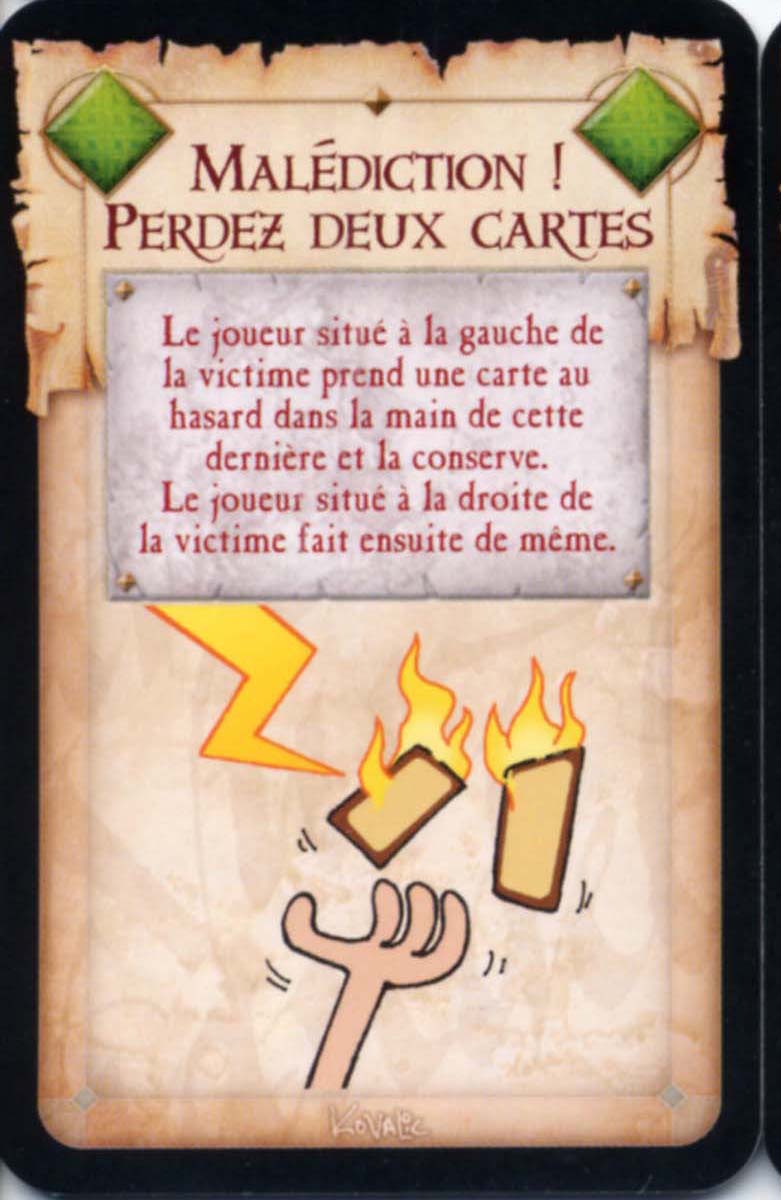 MALÉDICTION !
PERDEZ DEUX CARTES
Le joueur situé à la gauche de
la victime prend une carte au
hasard dans la main de cette
dernière et la conserve.
Le joueur situé à la droite de
la victime fait ensuite de même.
KOVALIC